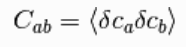 C_{ab} = ⟨δc_a δc_b⟩